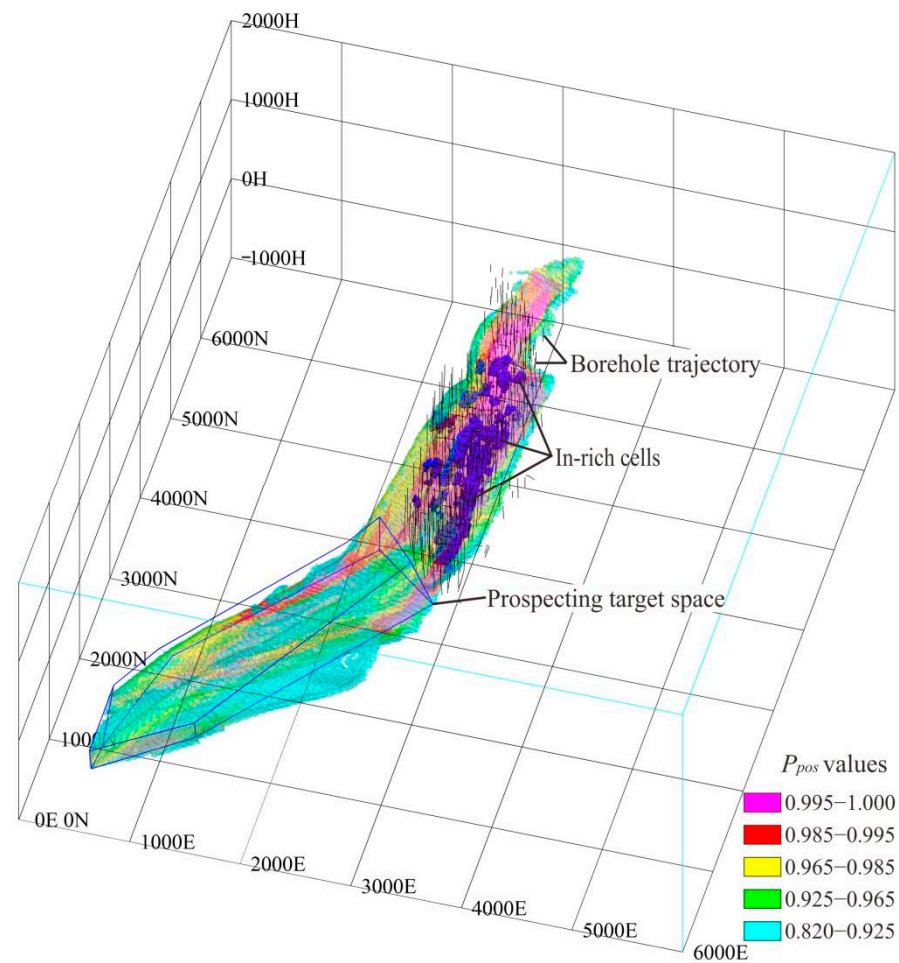 2000H
1000H
0H
-1000H
6000N
5000N
4000N
3000N
2000N
1000N
0E 0N
1000E
2000E
3000E
4000E
5000E
6000E
Borehole trajectory
In-rich cells
Prospecting target space
Ppos values
0.995-1.000
0.985-0.995
0.965-0.985
0.925-0.965
0.820-0.925